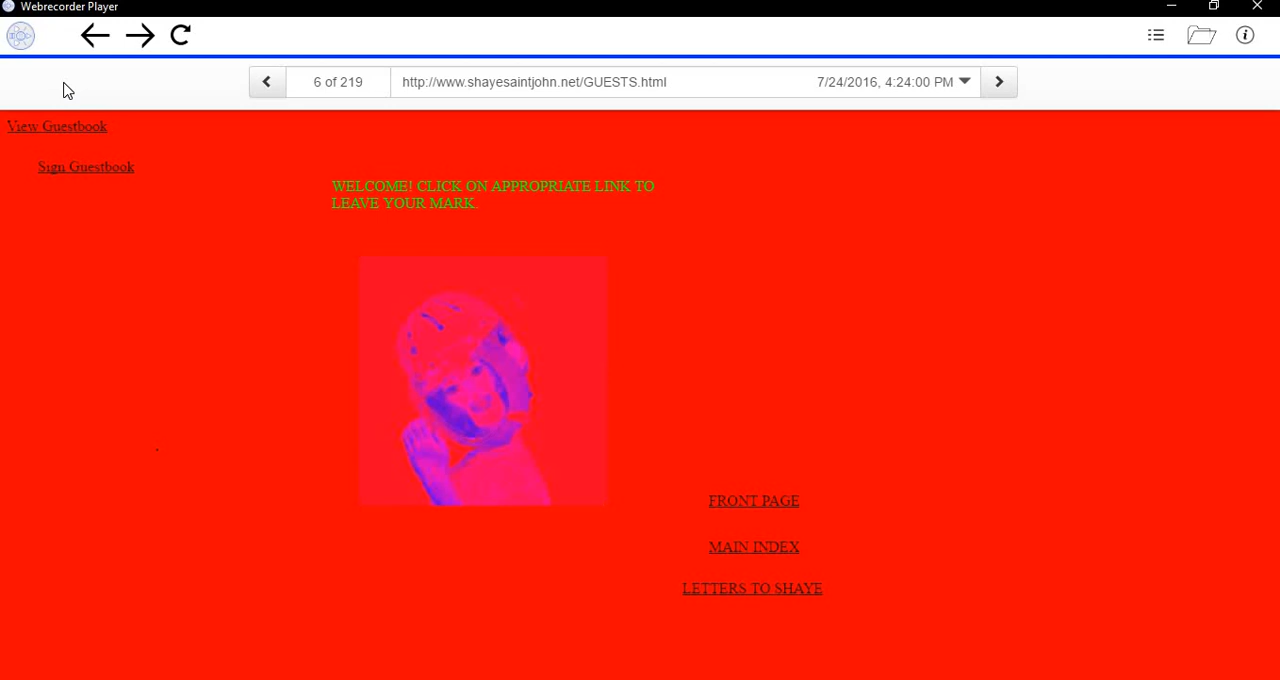 Webrecorder Player
6 of 219 http://www.shayesaintjohn.net/GUESTS.html 7/24/2016, 4:24:00 PM
View Guestbook
Sign Guestbook
WELCOME! CLICK ON APPROPRIATE LINK TO
LEAVE YOUR MARK.
FRONT PAGE
MAIN INDEX
LETTERS TO SHAYE